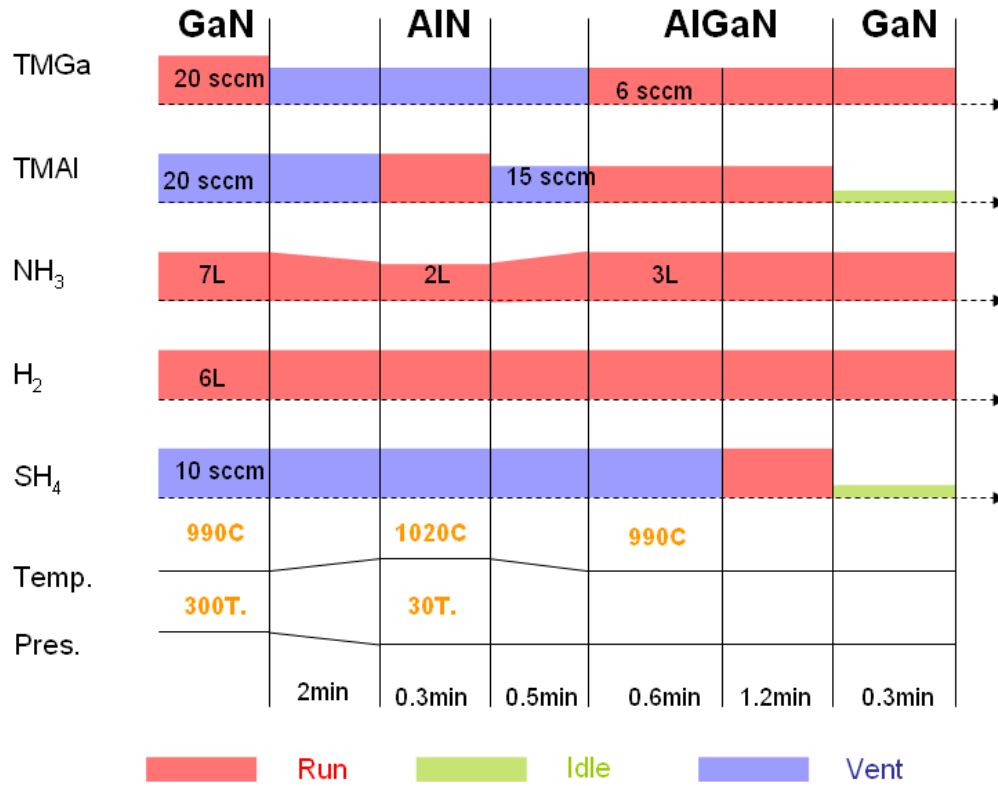 GaN AlN AlGaN GaN
TMGa 20 sccm 6 sccm
TMAl 20 sccm 15 sccm
NH3 7L 2L 3L
H2 6L
SH4 10 sccm
990C 1020C 990C
Temp.
300T. 30T.
Pres.
2min 0.3min 0.5min 0.6min 1.2min 0.3min
Run Idle Vent